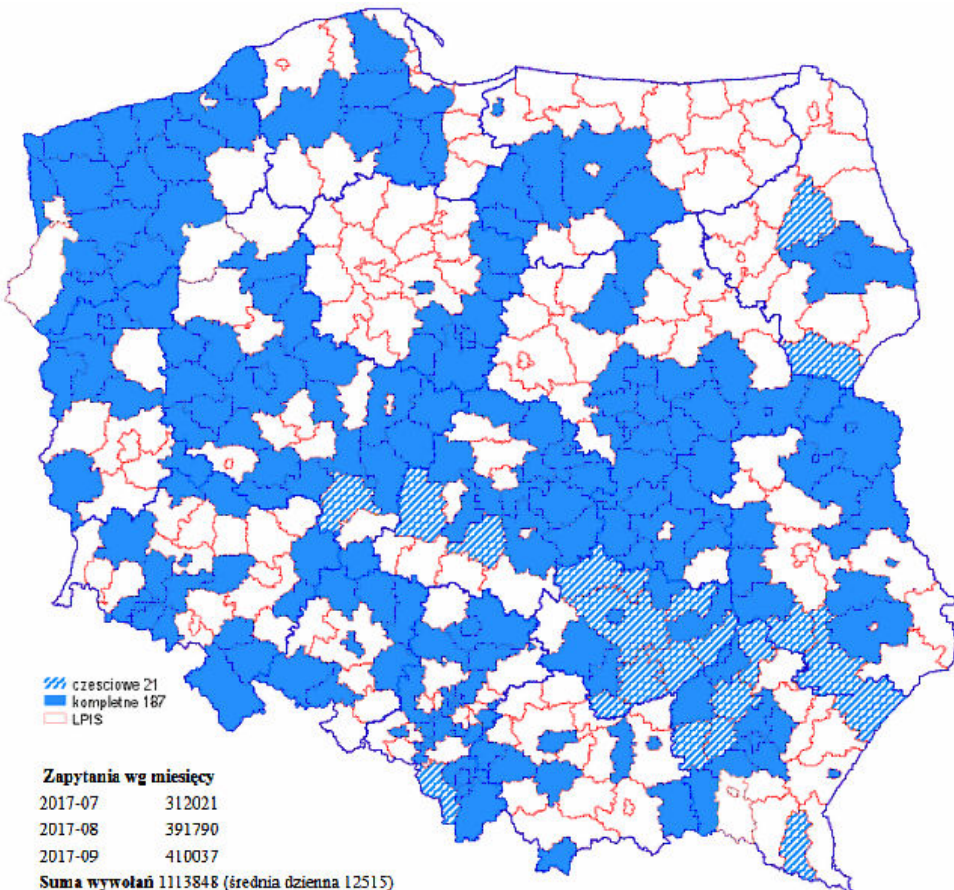 czesciowe 21
kompletne 187
LPIS
Zapytania wg miesięcy
2017-07 312021
2017-08 391790
2017-09 410037
Suma wywołań 1113848 (średnia dzienna 12515)